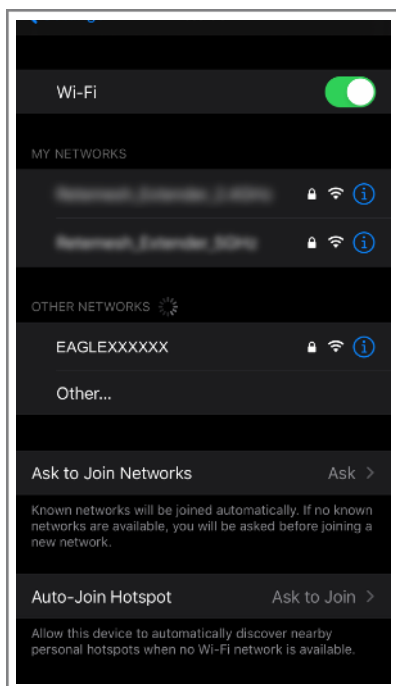 Wi-Fi
MY NETWORKS
OTHER NETWORKS
EAGLEXXXXXX
Other...
Ask to Join Networks Ask
Known networks will be joined automatically. If no known
networks are available, you will be asked before joining a
new network.
Auto-Join Hotspot Ask to Join
Allow this device to automatically discover nearby
personal hotspots when no Wi-Fi network is available.